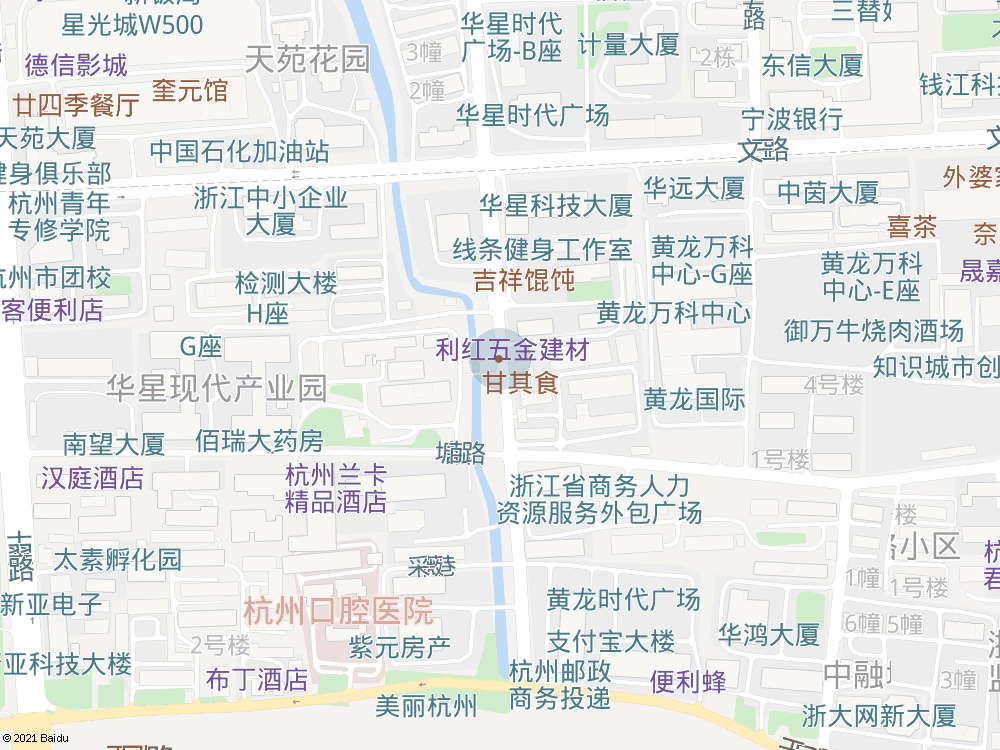 星光城W500
华星时代
广场-B座
计量大厦
德信影城
天苑花园
3幢
2栋
东信大厦
2幢
奎元馆
廿四季餐厅
钱江科技
华星时代广场
宁波银行
天苑大厦
中国石化加油站
文三路
健身俱乐部
杭州青年
专修学院
浙江中小企业
大厦
华远大厦
中茵大厦
外婆家
华星科技大厦
喜茶
奈
线条健身工作室
黄龙万科
中心-G座
杭州市团校
检测大楼
H座
吉祥馄饨
黄龙万科
中心-E座
晟嘉
客便利店
黄龙万科中心
御万牛烧肉酒场
G座
利红五金建材
知识城市创
华星现代产业园
甘其食
4号楼
黄龙国际
南望大厦
佰瑞大药房
塘路
1号楼
汉庭酒店
杭州兰卡
精品酒店
浙江省商务人力
资源服务外包广场
号楼
路小区
太素孵化园
1幢
1号楼
新亚电子
杭州口腔医院
黄龙时代广场
华鸿大厦
6幢
5幢
2号楼
紫元房产
支付宝大楼
亚科技大楼
布丁酒店
杭州邮政
商务投递
便利蜂
中融
3幢
美丽杭州
浙大网新大厦
© 2021 Baidu